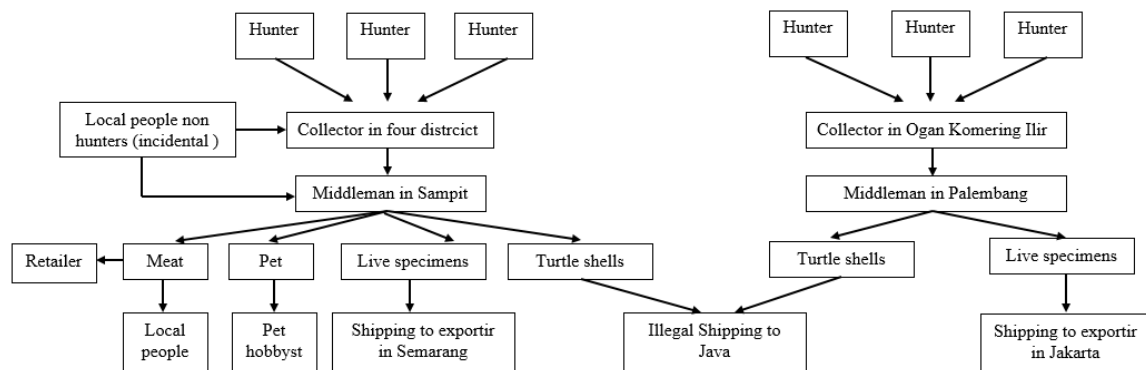 Hunter
Hunter
Hunter
Hunter
Hunter
Hunter
Local people non
hunters (incidental )
Collector in four distrcict
Collector in Ogan Komering Ilir
Middleman in Sampit
Middleman in Palembang
Retailer
Meat
Pet
Live specimens
Turtle shells
Turtle shells
Live specimens
Local
people
Pet
hobbyst
Shipping to exportir
in Semarang
Illegal Shipping to
Java
Shipping to exportir
in Jakarta